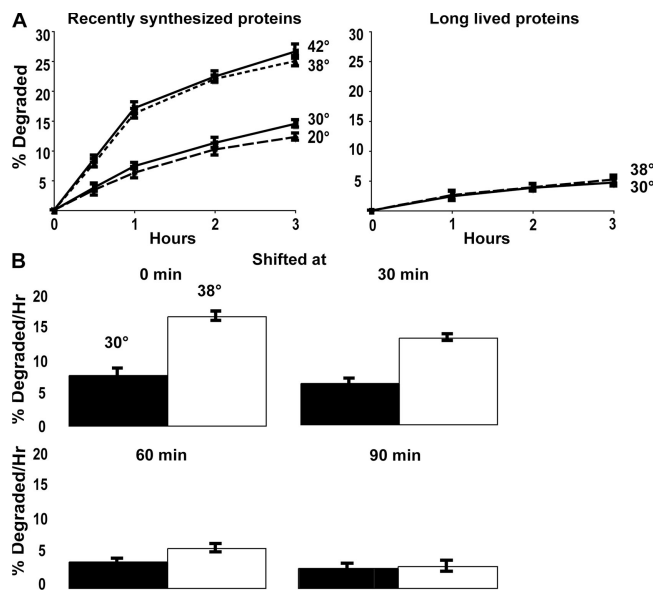 A
Recently synthesized proteins
Long lived proteins
% Degraded
30
25
20
15
10
5
0
1
2
3
Hours
42°
38°
30°
20°
30
25
20
15
10
5
0
1
2
3
Hours
38°
30°
B
Shifted at
0 min
30 min
% Degraded/Hr
20
15
10
5
0
30°
38°
60 min
90 min
% Degraded/Hr
20
15
10
5
0